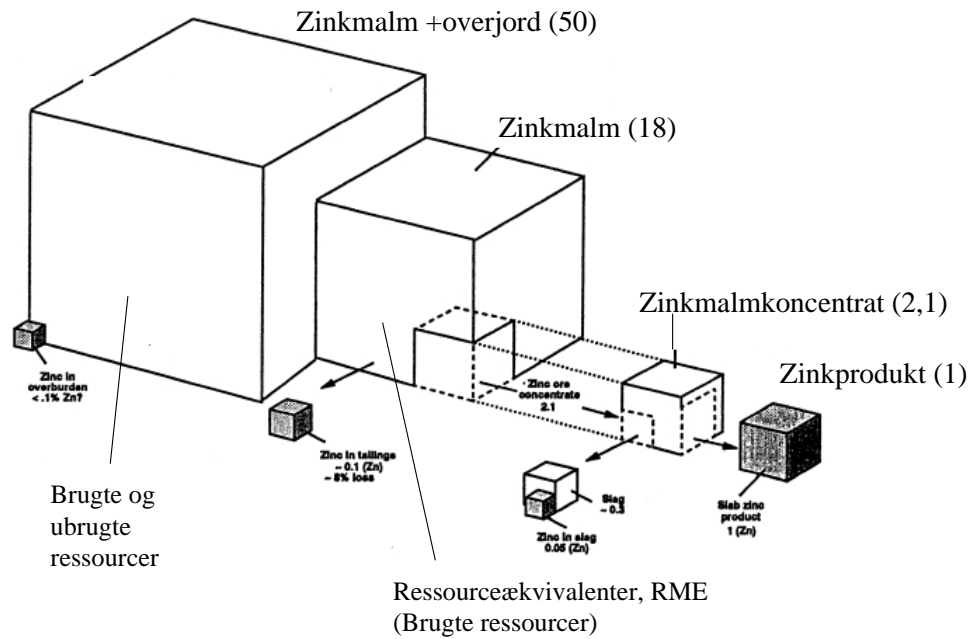 Zinkmalm +overjord (50)
Zinkmalm (18)
Zinkmalmkoncentrat (2,1)
Zinkprodukt (1)
Zinc in
overburden
< .1% Zn?
Zinc ore
concentrate
2.1
Zinc in tailings
~ 0.1 (Zn)
~ 8% loss
Slag
~ 0.3
Zinc in slag
0.05 (Zn)
Slab zinc
product
1 (Zn)
Brugte og
ubrugte
ressourcer
Ressourceækvivalenter, RME
(Brugte ressourcer)